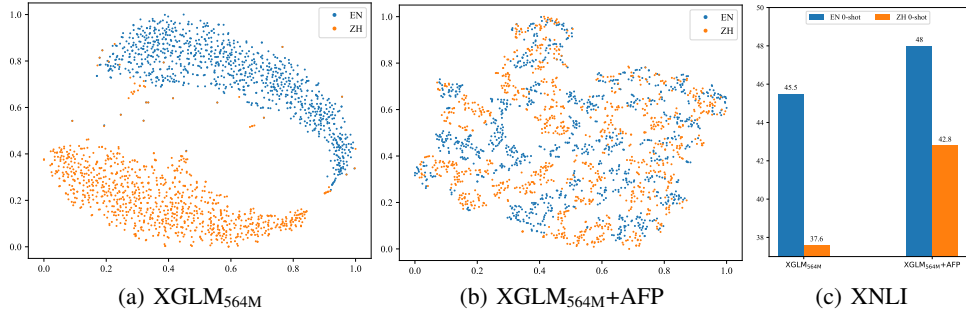 EN
ZH
1.0
0.8
0.6
0.4
0.2
0.0
0.0 0.2 0.4 0.6 0.8 1.0
(a) XGLM564M
EN
ZH
1.0
0.8
0.6
0.4
0.2
0.0
0.0 0.2 0.4 0.6 0.8 1.0
(b) XGLM564M+AFP
EN 0-shot
ZH 0-shot
50
48
46
44
42
40
38
45.5
37.6
48
42.8
XGLM564M XGLM564M+AFP
(c) XNLI